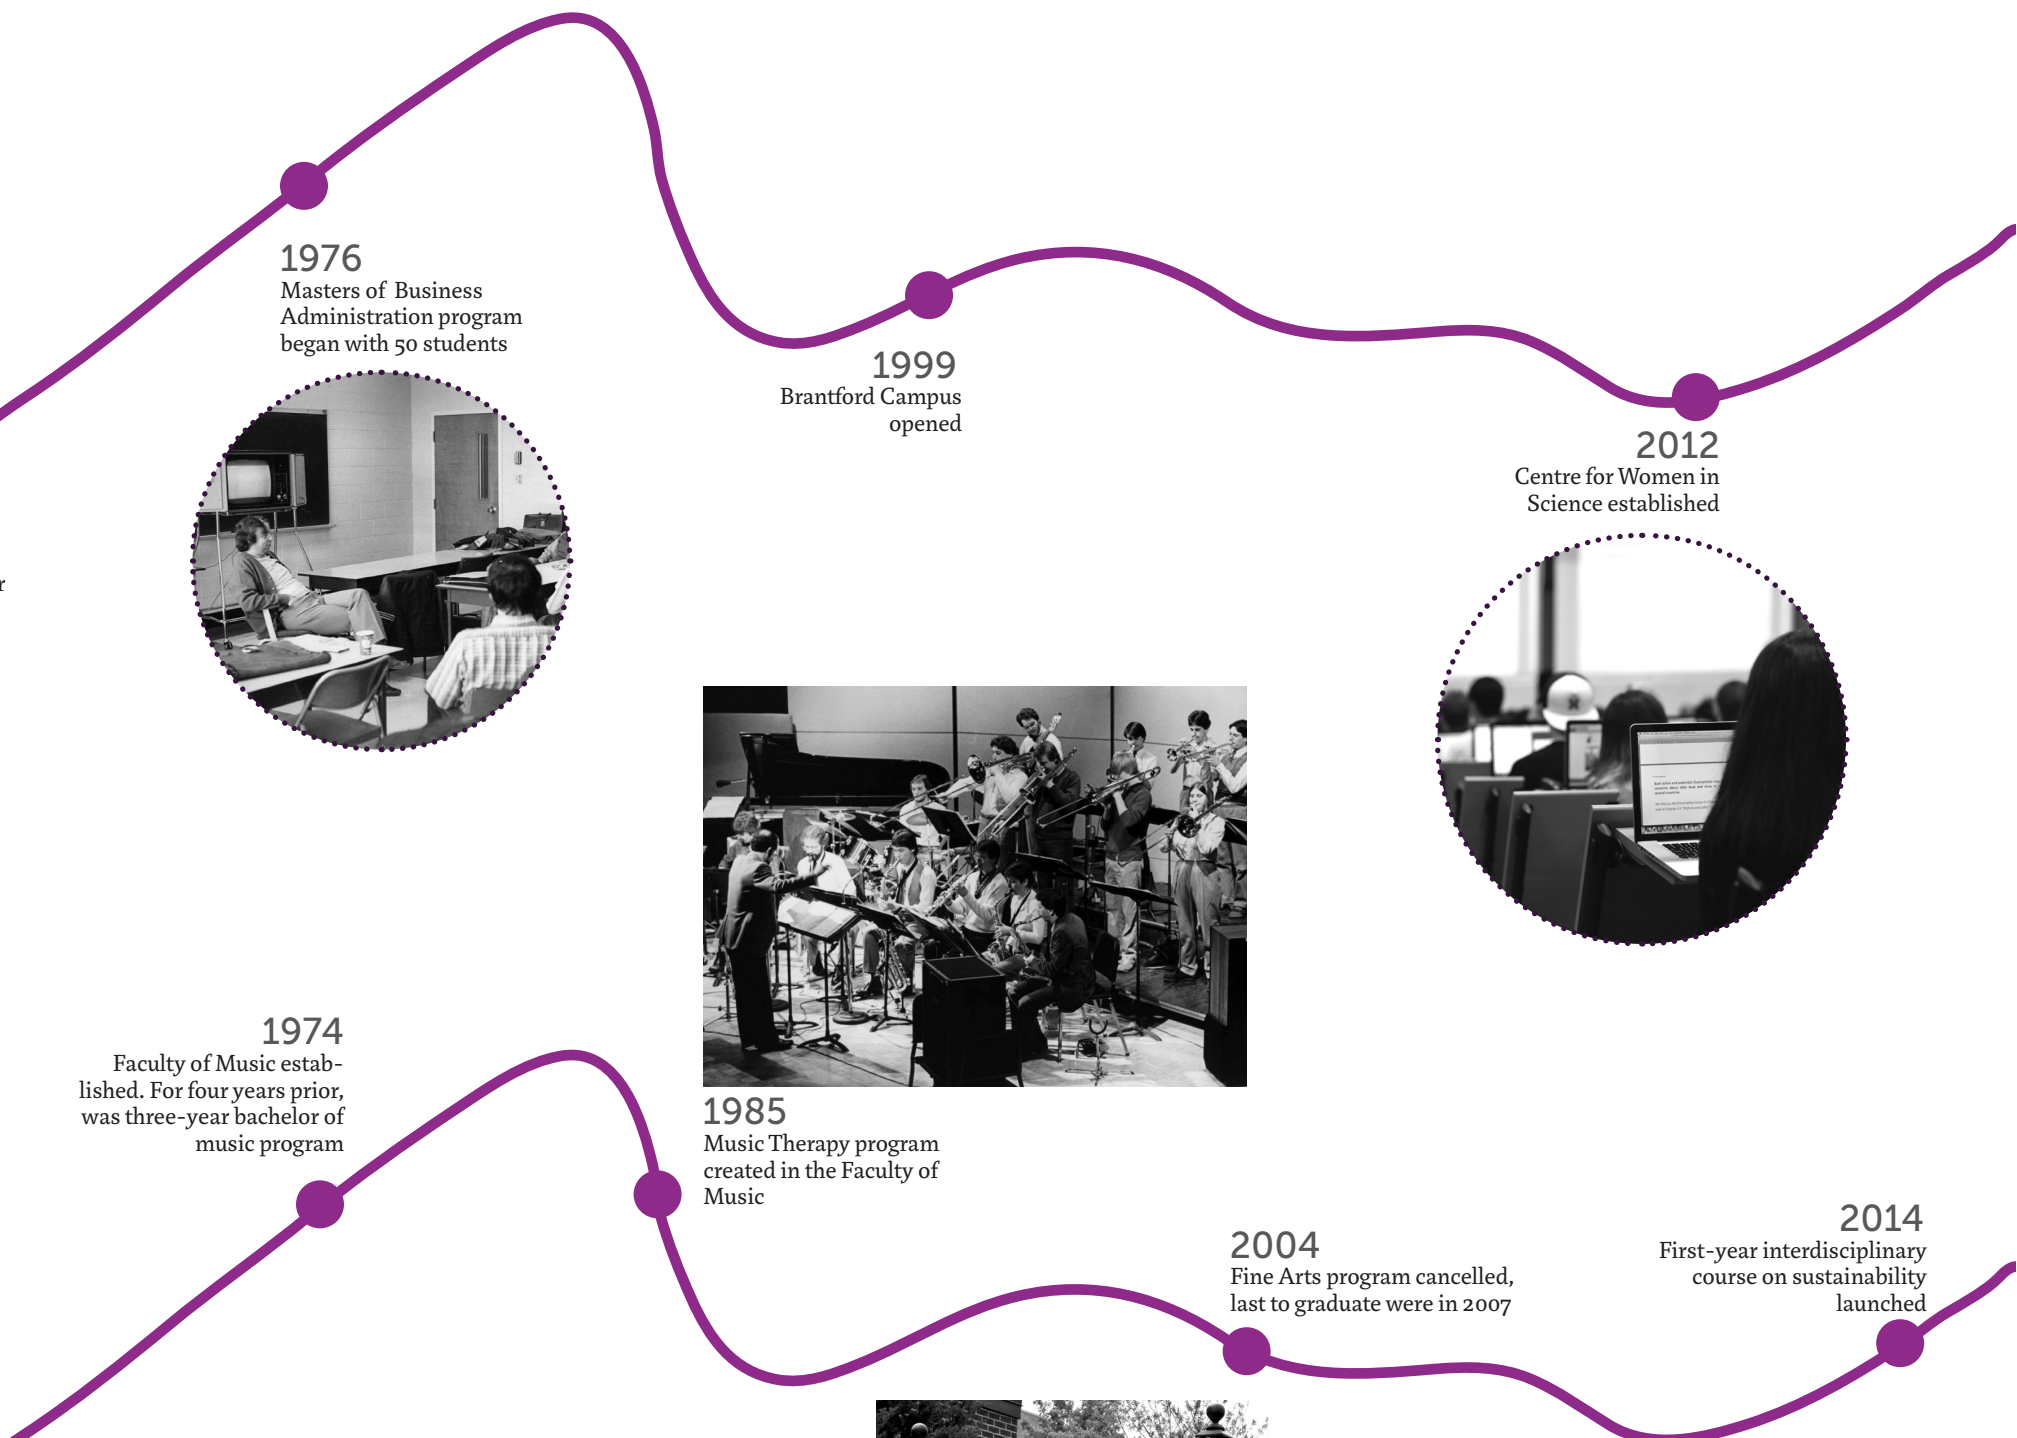 1976
Masters of Business
Administration program
began with 50 students
1999
Brantford Campus
opened
2012
Centre for Women in
Science established
r
1974
Faculty of Music estab-
lished. For four years prior,
was three-year bachelor of
music program
1985
Music Therapy program
created in the Faculty of
Music
2004
Fine Arts program cancelled,
last to graduate were in 2007
2014
First-year interdisciplinary
course on sustainability
launched